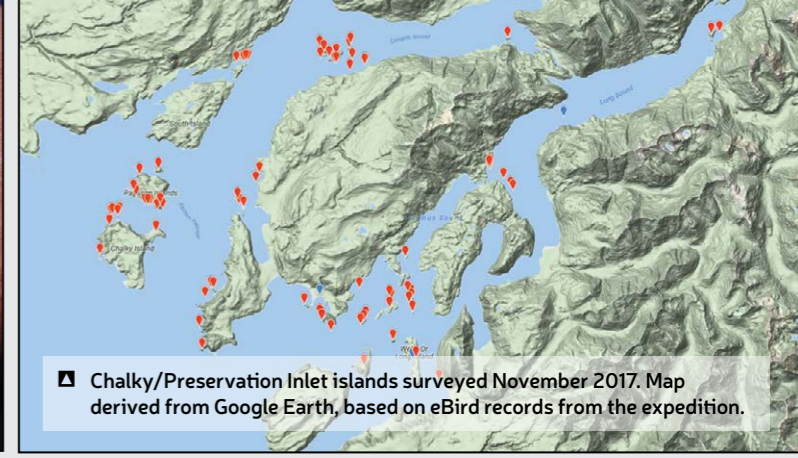 Long Sound
South Island
Chalky Island
Chalky/Preservation Inlet islands surveyed November 2017. Map
derived from Google Earth, based on eBird records from the expedition.